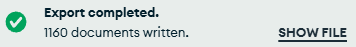 Export completed.
1160 documents written.
SHOW FILE